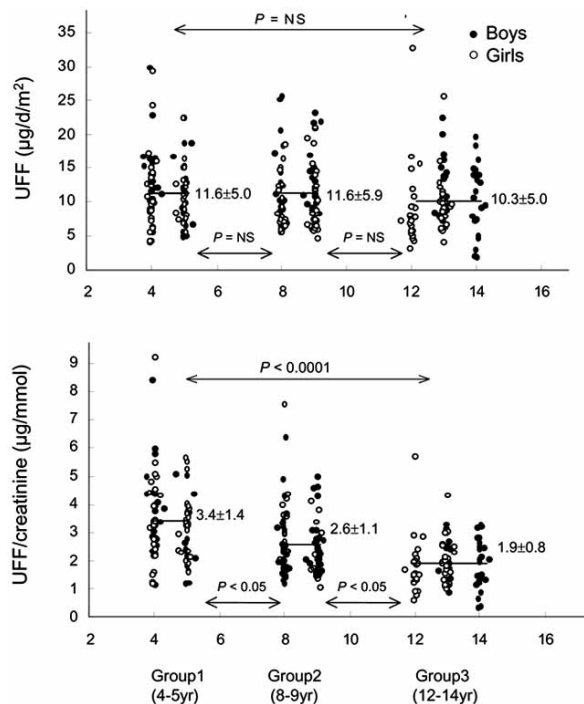 P = NS
Boys
Girls
UFF (µg/d/m²)
35
30
25
20
15
10
5
0
11.6±5.0
11.6±5.9
10.3±5.0
P = NS
P = NS
2
4
6
8
10
12
14
16
UFF/creatinine (µg/mmol)
9
8
7
6
5
4
3
2
1
0
P < 0.0001
3.4±1.4
2.6±1.1
1.9±0.8
P < 0.05
P < 0.05
2
4
6
8
10
12
14
16
Group1
(4-5yr)
Group2
(8-9yr)
Group3
(12-14yr)